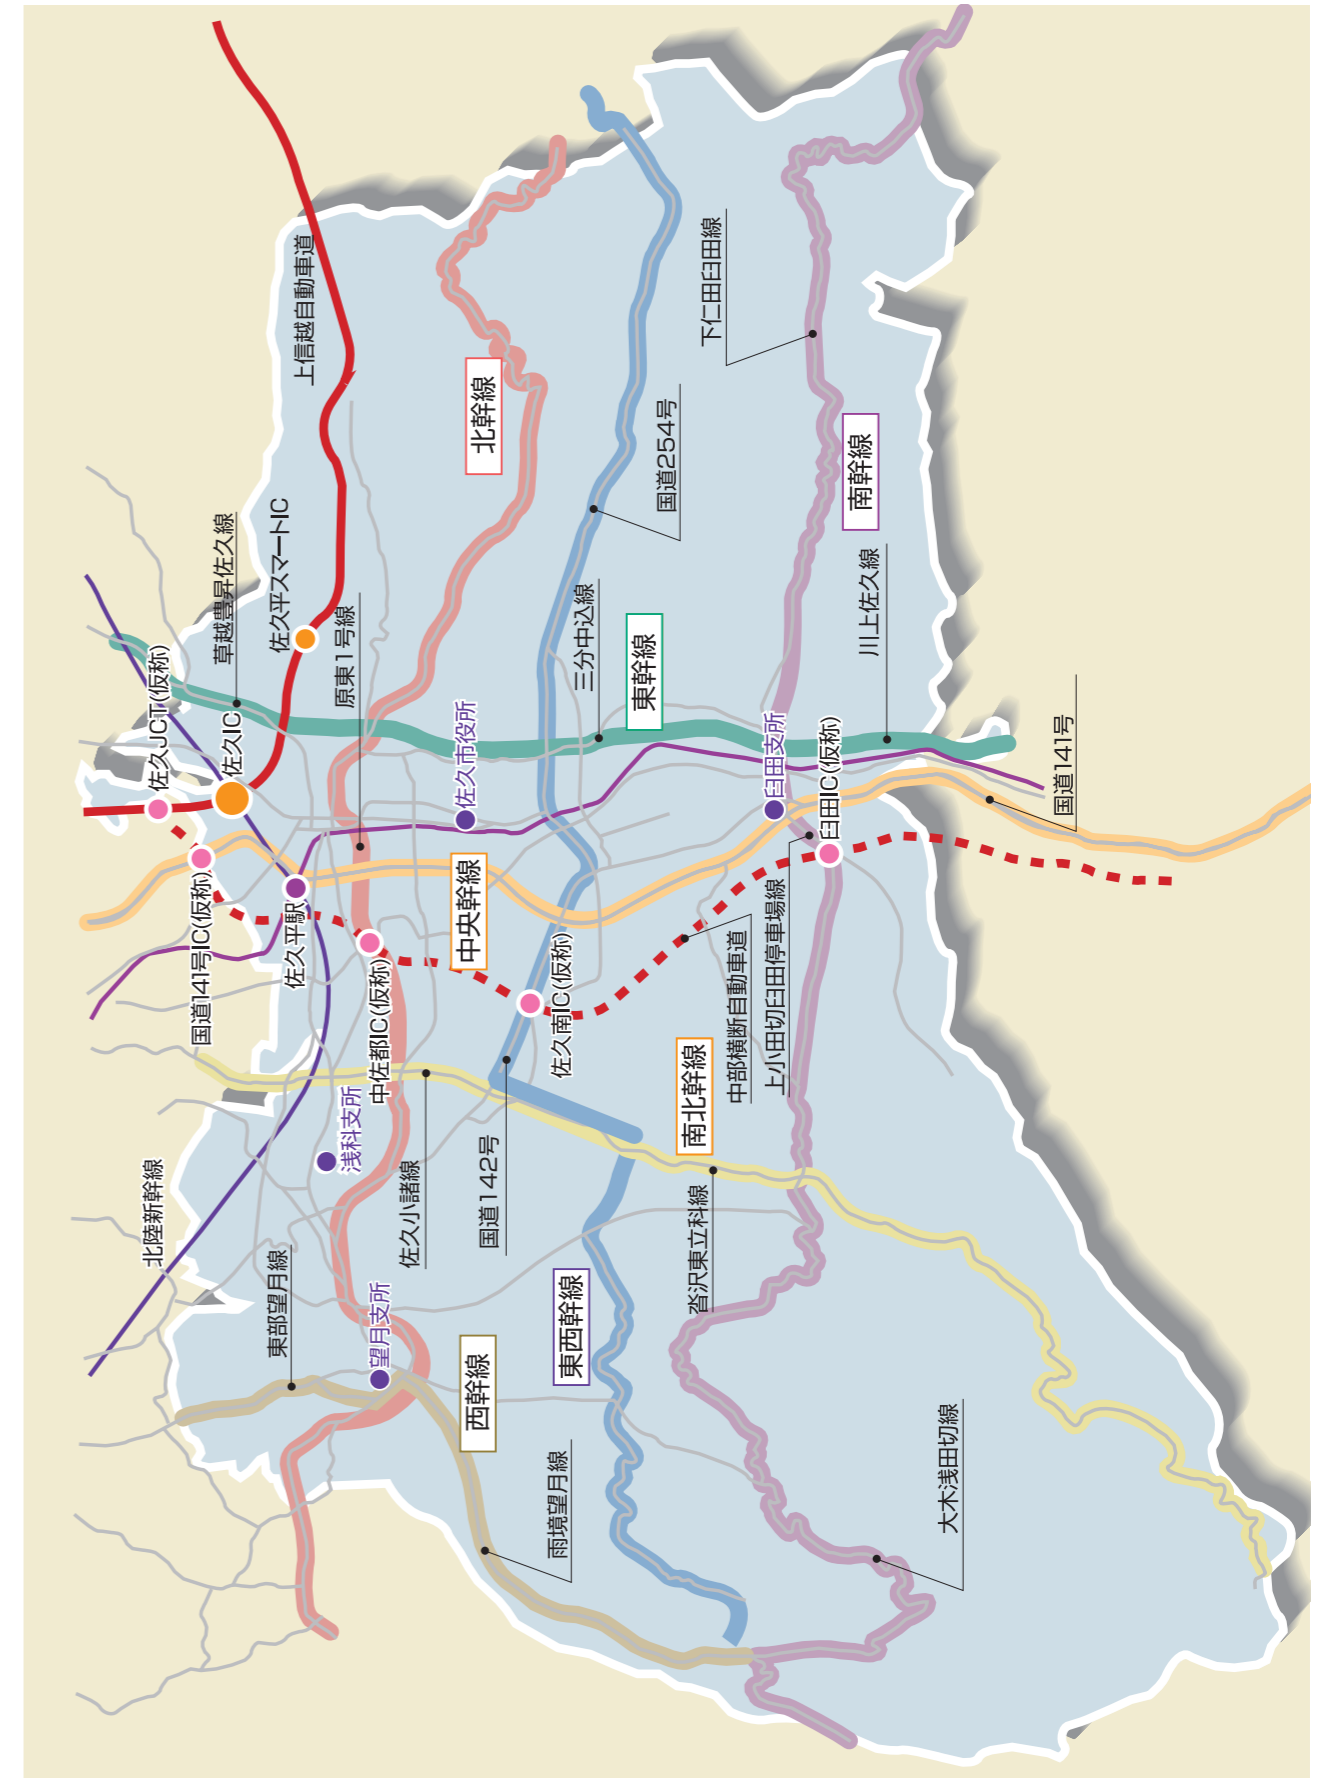 佐久JCT(仮称)
草越豊昇佐久線
佐久IC
佐久平スマートIC
上信越自動車道
国道141号IC(仮称)
佐久平駅
原東1号線
北陸新幹線
浅科支所
中佐都IC(仮称)
北幹線
佐久市役所
中央幹線
東部望月線
望月支所
佐久小諸線
国道142号
佐久南IC(仮称)
三分中込線
東幹線
国道254号
下仁田臼田線
西幹線
東西幹線
雨境望月線
南北幹線
沓沢東立科線
中部横断自動車道
上小田切臼田停車場線
臼田支所
臼田IC(仮称)
南幹線
川上佐久線
大木浅田切線
国道141号